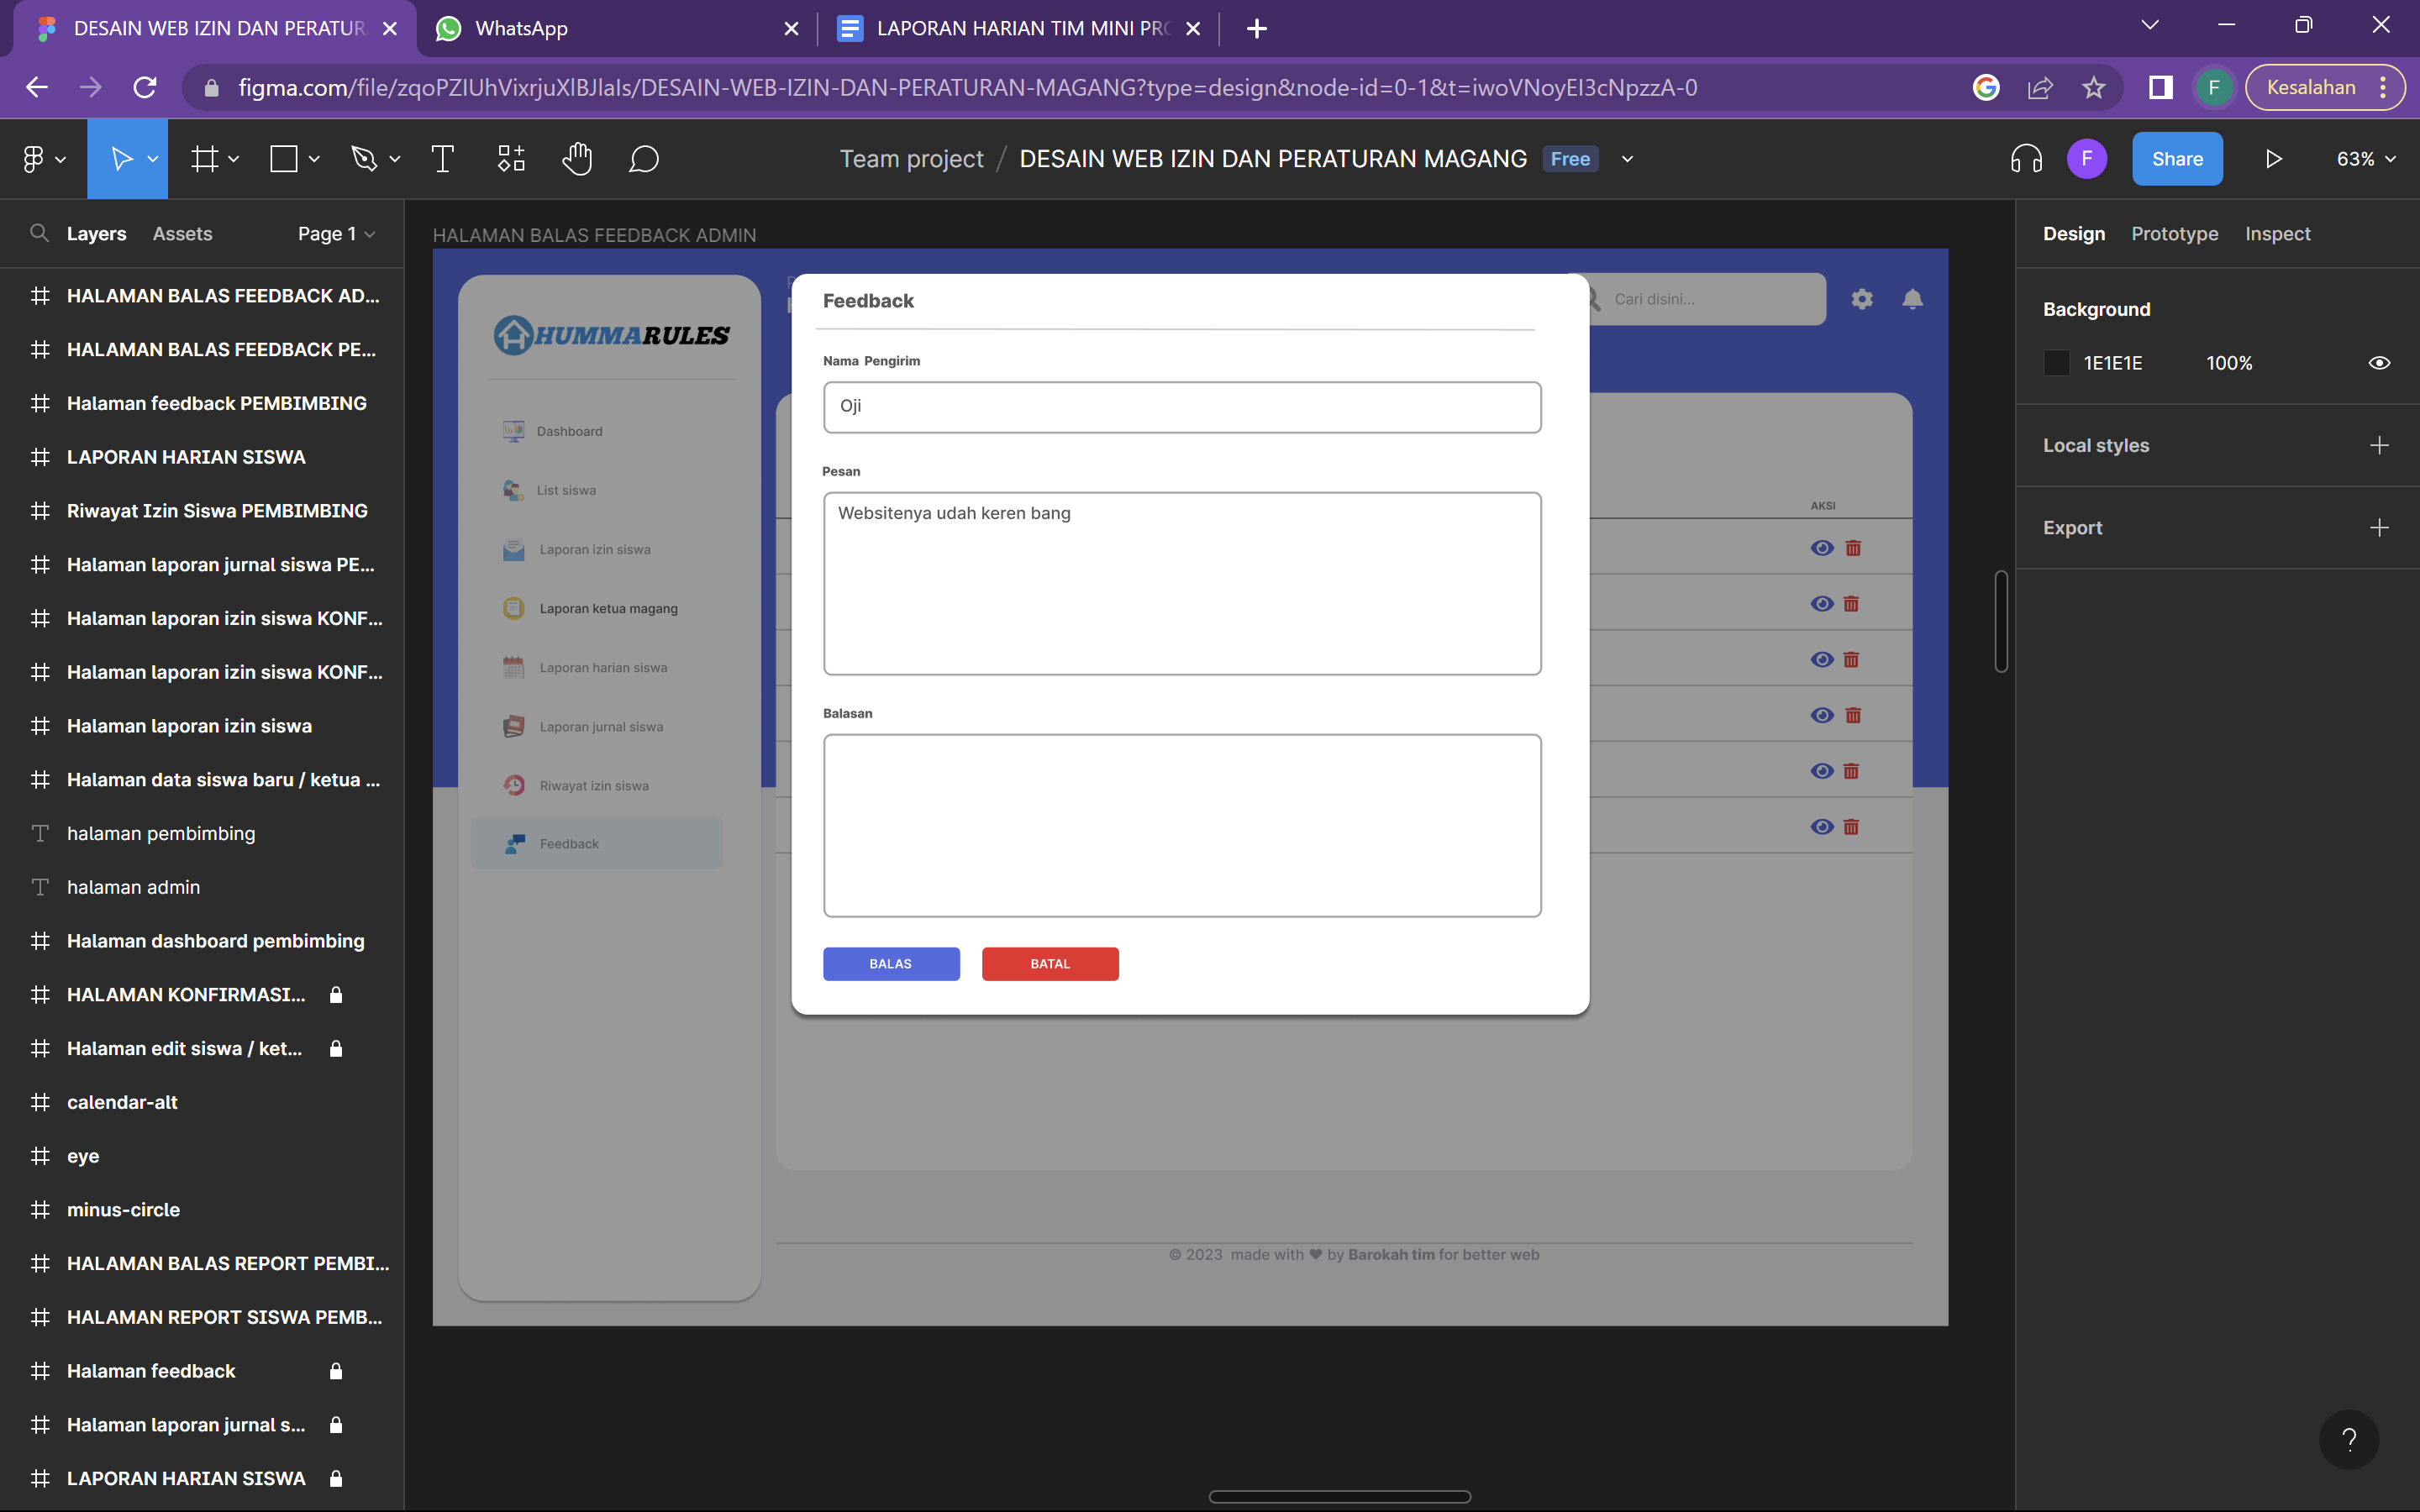 DESAIN WEB IZIN DAN PERATUR
WhatsApp
LAPORAN HARIAN TIM MINI PRO
figma.com/file/zqoPZIUhVixrjuXlBJlals/DESAIN-WEB-IZIN-DAN-PERATURAN-MAGANG?type=design&node-id=0-1&t=iwoVNoyEI3cNpzzA-0
F
Kesalahan
Team project / DESAIN WEB IZIN DAN PERATURAN MAGANG Free
F
Share
63%
Layers Assets Page 1
HALAMAN BALAS FEEDBACK AD...
HALAMAN BALAS FEEDBACK PE...
Halaman feedback PEMBIMBING
LAPORAN HARIAN SISWA
Riwayat Izin Siswa PEMBIMBING
Halaman laporan jurnal siswa PE...
Halaman laporan izin siswa KONF...
Halaman laporan izin siswa KONF...
Halaman laporan izin siswa
Halaman data siswa baru / ketua ...
halaman pembimbing
halaman admin
Halaman dashboard pembimbing
HALAMAN KONFIRMASI...
Halaman edit siswa / ket...
calendar-alt
eye
minus-circle
HALAMAN BALAS REPORT PEMBI...
HALAMAN REPORT SISWA PEMB...
Halaman feedback
Halaman laporan jurnal s...
LAPORAN HARIAN SISWA
HALAMAN BALAS FEEDBACK ADMIN
HUMMARULES
Dashboard
List siswa
Laporan izin siswa
Laporan ketua magang
Laporan harian siswa
Laporan jurnal siswa
Riwayat izin siswa
Feedback
Cari disini...
AKSI
Feedback
Nama Pengirim
Oji
Pesan
Websitenya udah keren bang
Balasan
BALAS
BATAL
© 2023 made with ♥ by Barokah tim for better web
Design Prototype Inspect
Background
1E1E1E 100%
Local styles
Export
?